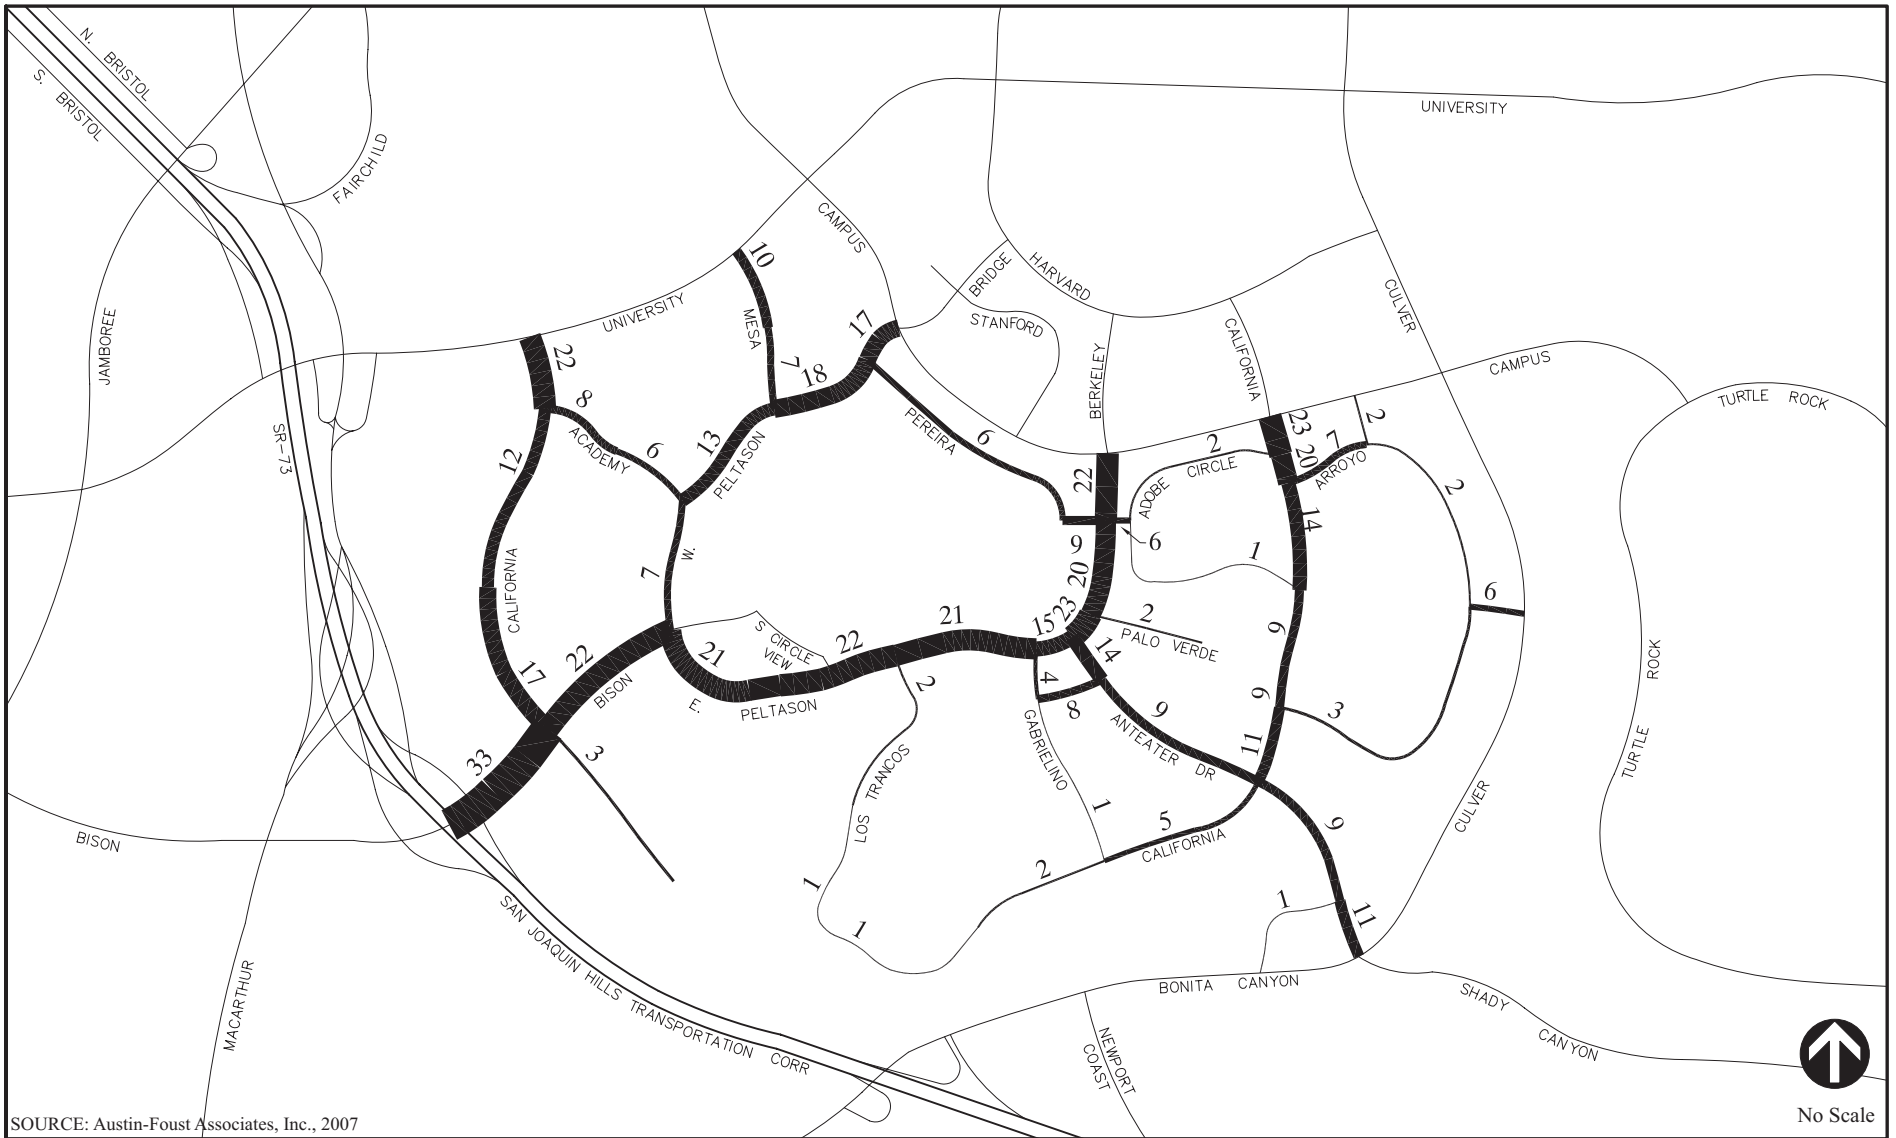 N. BRISTOL
S. BRISTOL
FAIRCHILD
JAMBOREE
SR-73
UNIVERSITY
UNIVERSITY
CAMPUS
BRIDGE
HARVARD
STANFORD
BERKELEY
CALIFORNIA
CULVER
CAMPUS
TURTLE ROCK
10
MESA
7
17
18
22
8
ACADEMY
6
13
PELTASON
12
PEREIRA
6
22
2
ADOBE CIRCLE
23
20
7
ARROYO
2
2
14
6
9
20
1
6
CALIFORNIA
7
W.
23
15
2
PALO VERDE
9
21
22
S CIRCLE VIEW
21
22
BISON
17
E. PELTASON
2
4
8
14
9
ANTEATER DR
9
3
11
TURTLE ROCK
33
3
GABRIELINO
LOS TRANCOS
1
5
CALIFORNIA
9
CULVER
BISON
2
1
1
1
11
SAN JOAQUIN HILLS TRANSPORTATION CORR
MACARTHUR
BONITA CANYON
SHADY CANYON
NEWPORT COAST
No Scale
SOURCE: Austin-Foust Associates, Inc., 2007